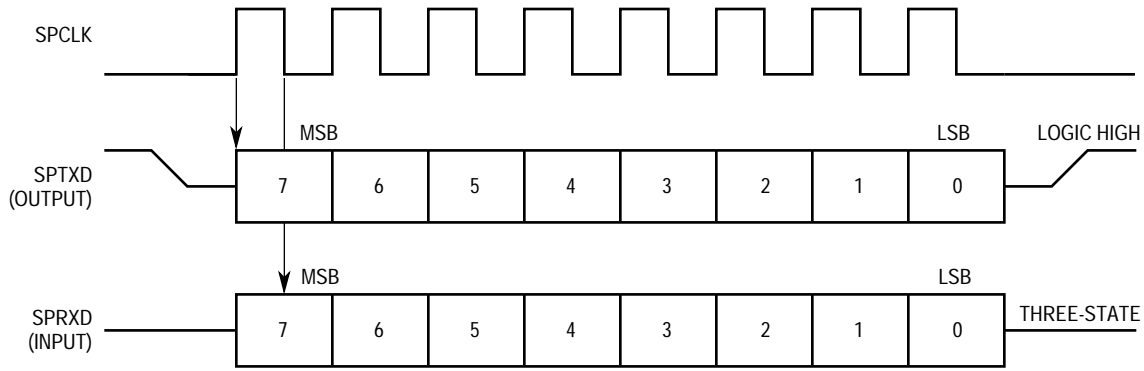 SPCLK
MSB
LSB
LOGIC HIGH
SPTXD
(OUTPUT)
7 6 5 4 3 2 1 0
MSB
LSB
THREE-STATE
SPRXD
(INPUT)
7 6 5 4 3 2 1 0